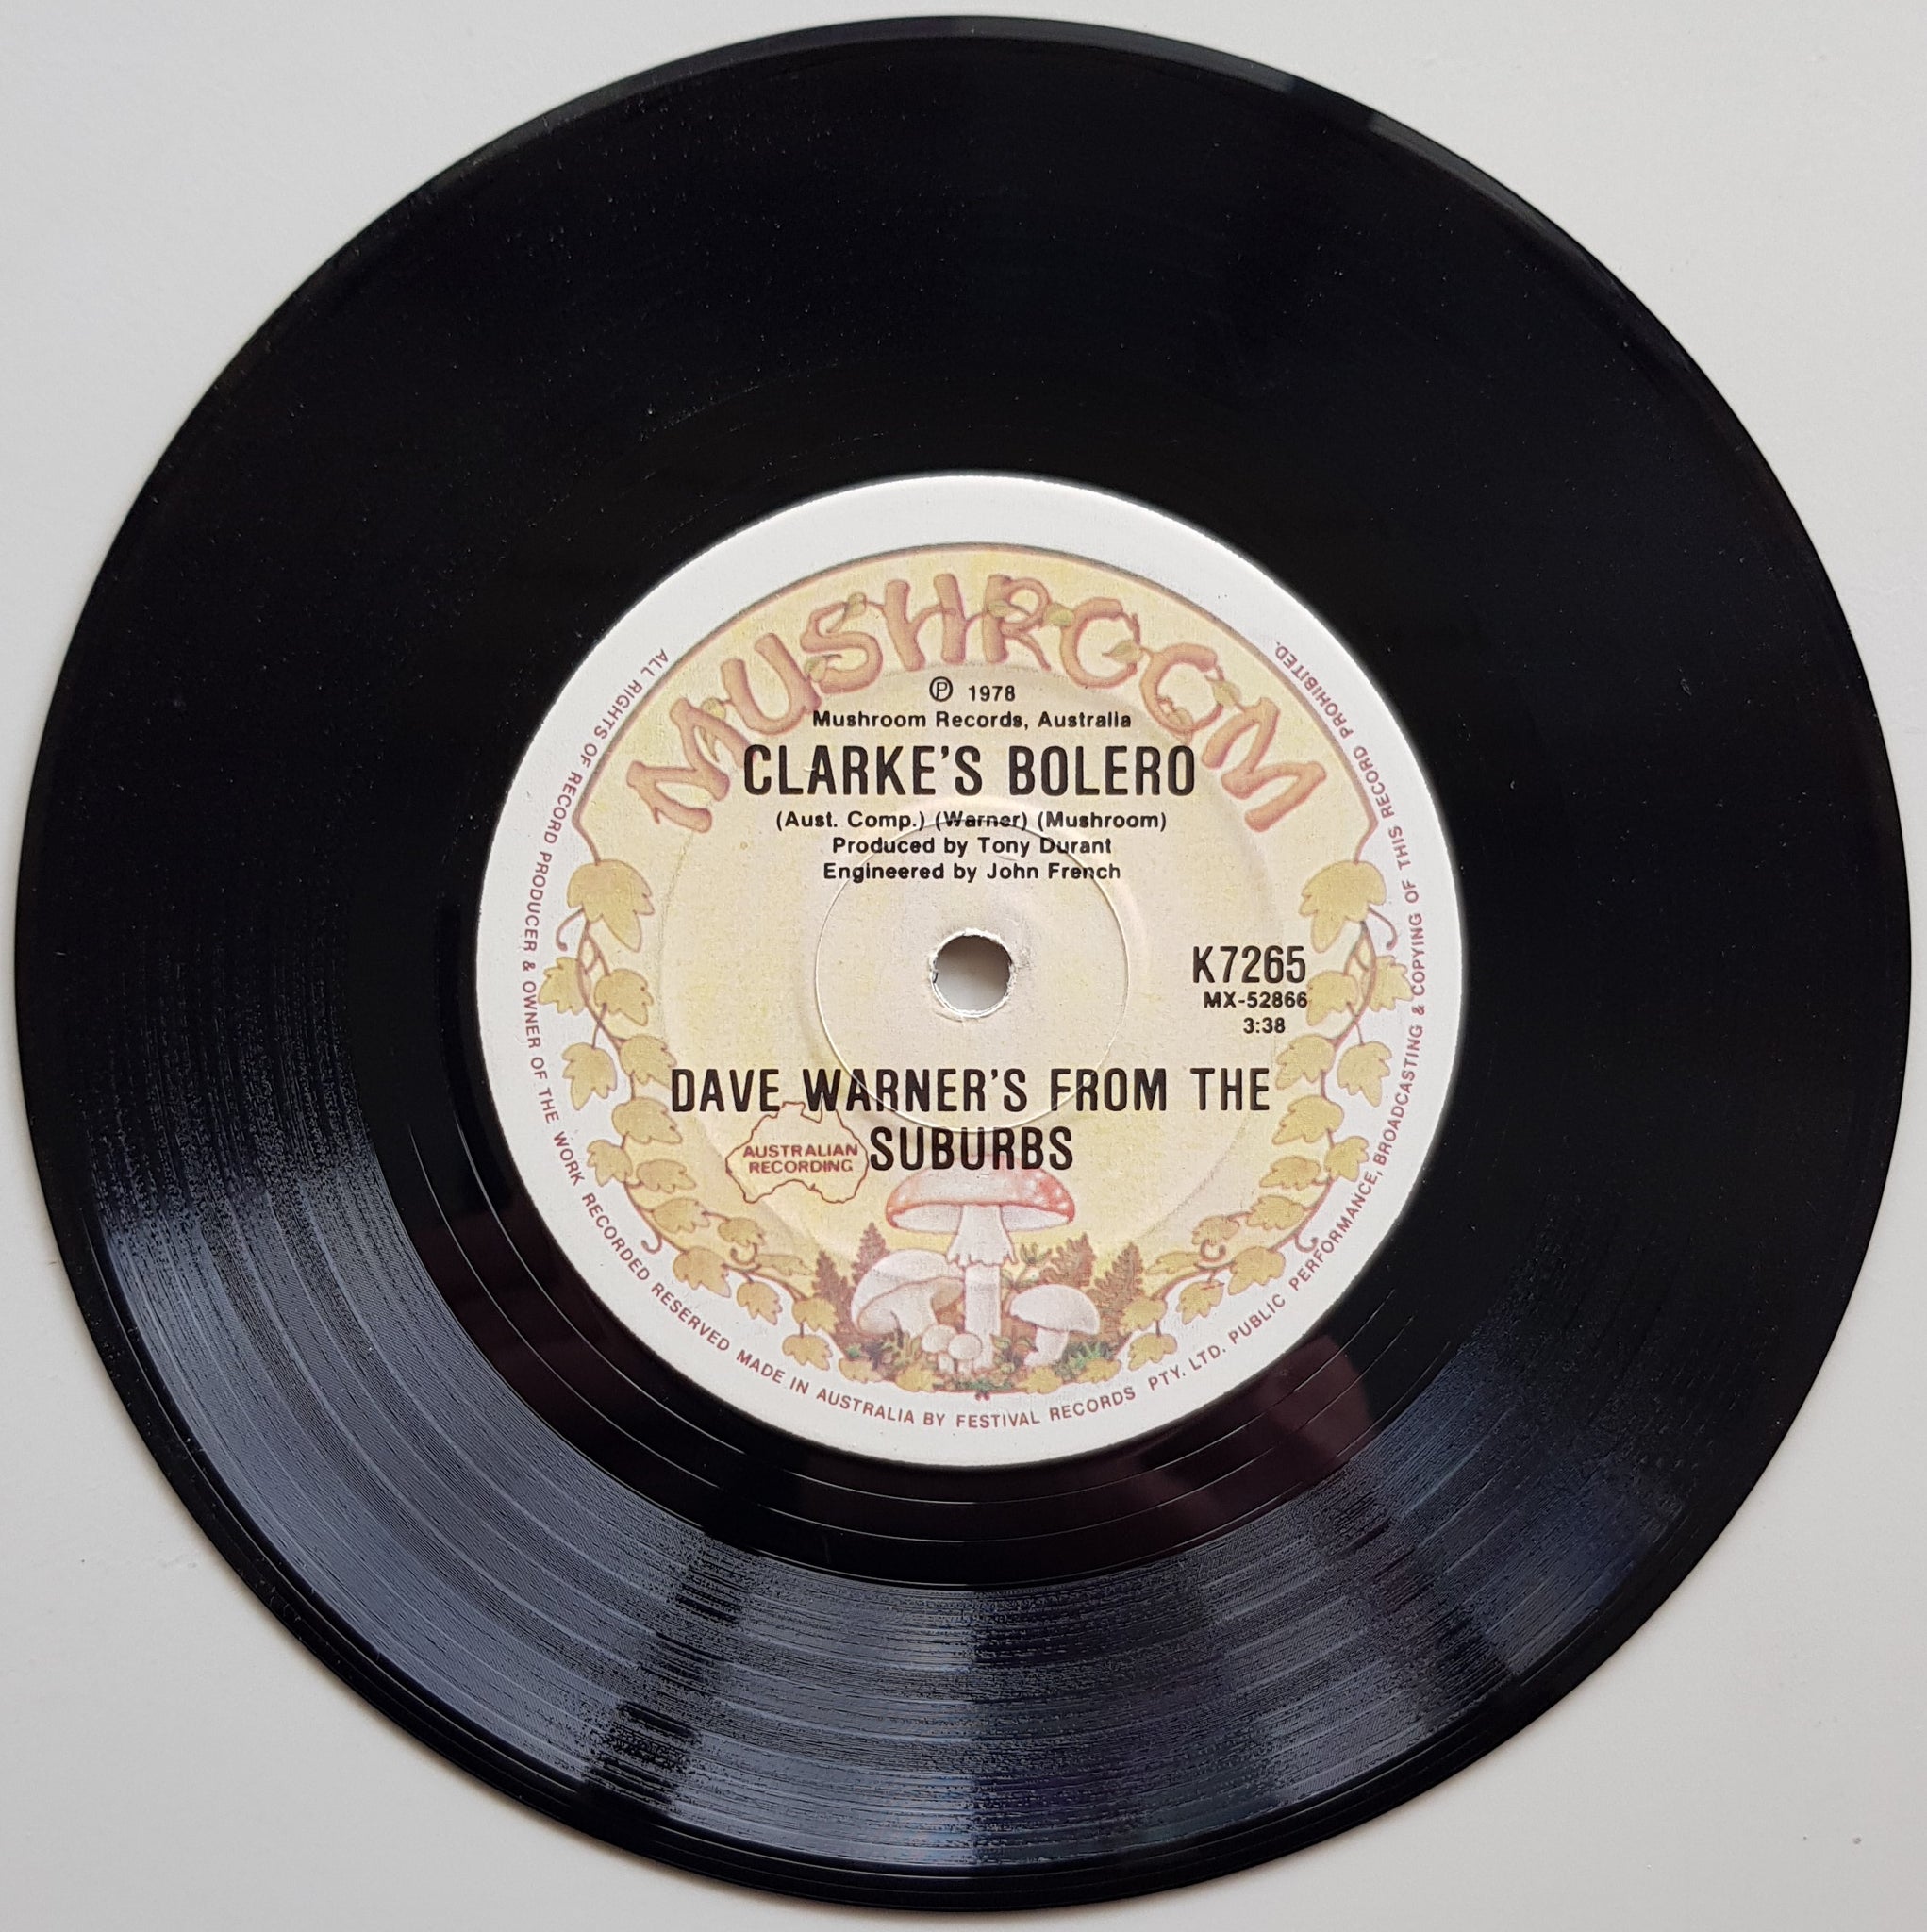 MUSHROOM
Ⓟ 1978
Mushroom Records, Australia
CLARKE'S BOLERO
(Aust. Comp.) (Warner) (Mushroom)
Produced by Tony Durant
Engineered by John French
K7265
MX-52866
3:38
DAVE WARNER'S FROM THE
SUBURBS
AUSTRALIAN
RECORDING
ALL RIGHTS OF RECORD PRODUCER & OWNER OF THE WORK RECORDED RESERVED MADE IN AUSTRALIA BY FESTIVAL RECORDS PTY. LTD. PUBLIC PERFORMANCE, BROADCASTING & COPYING OF THIS RECORD PROHIBITED.